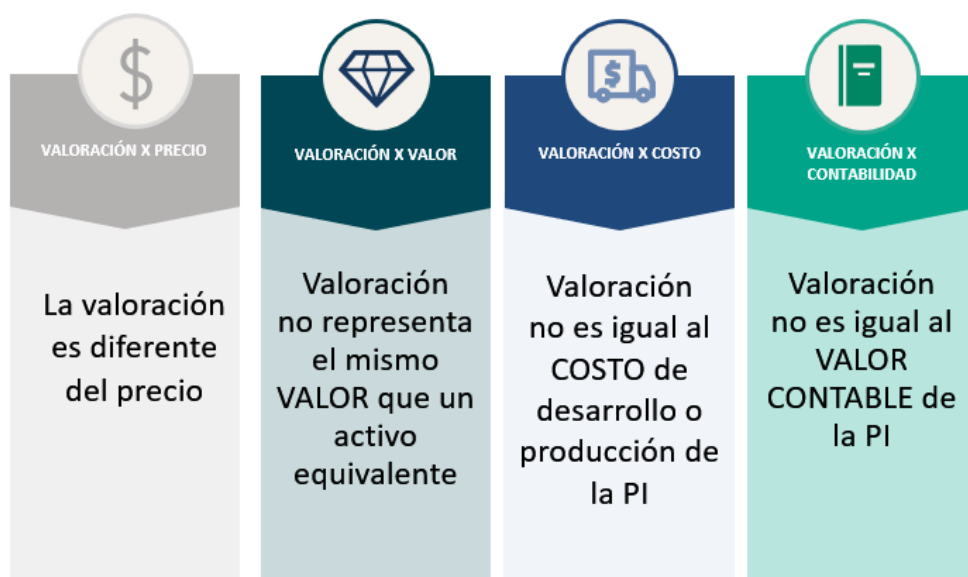 $
VALORACIÓN X PRECIO
La valoración
es diferente
del precio
VALORACIÓN X VALOR
Valoración
no representa
el mismo
VALOR que un
activo
equivalente
$
VALORACIÓN X COSTO
Valoración
no es igual al
COSTO de
desarrollo o
producción de
la PI
VALORACIÓN X
CONTABILIDAD
Valoración
no es igual al
VALOR
CONTABLE de
la PI